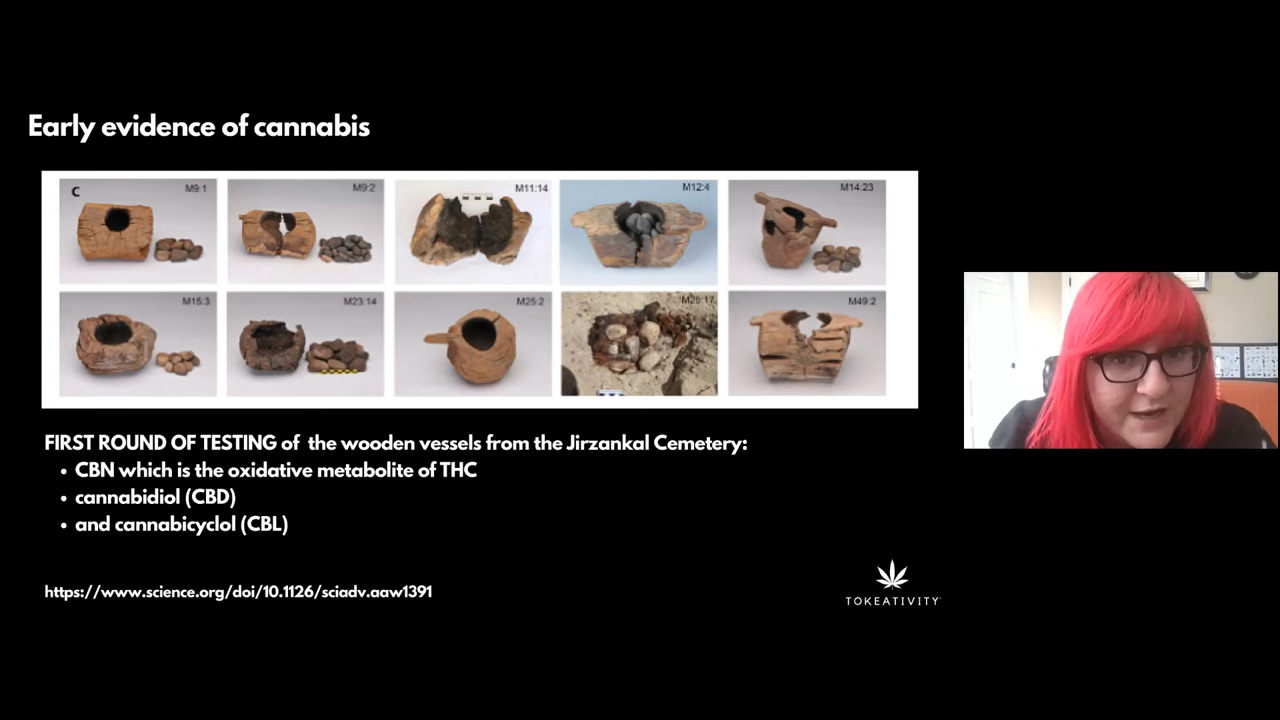 Early evidence of cannabis
C
M9:1
M9:2
M11:14
M12:4
M14:23
M15:3
M23:14
M25:2
M25:17
M49:2
FIRST ROUND OF TESTING of the wooden vessels from the Jirzankal Cemetery:
• CBN which is the oxidative metabolite of THC
• cannabidiol (CBD)
• and cannabicyclol (CBL)
https://www.science.org/doi/10.1126/sciadv.aaw1391
TOKEATIVITY